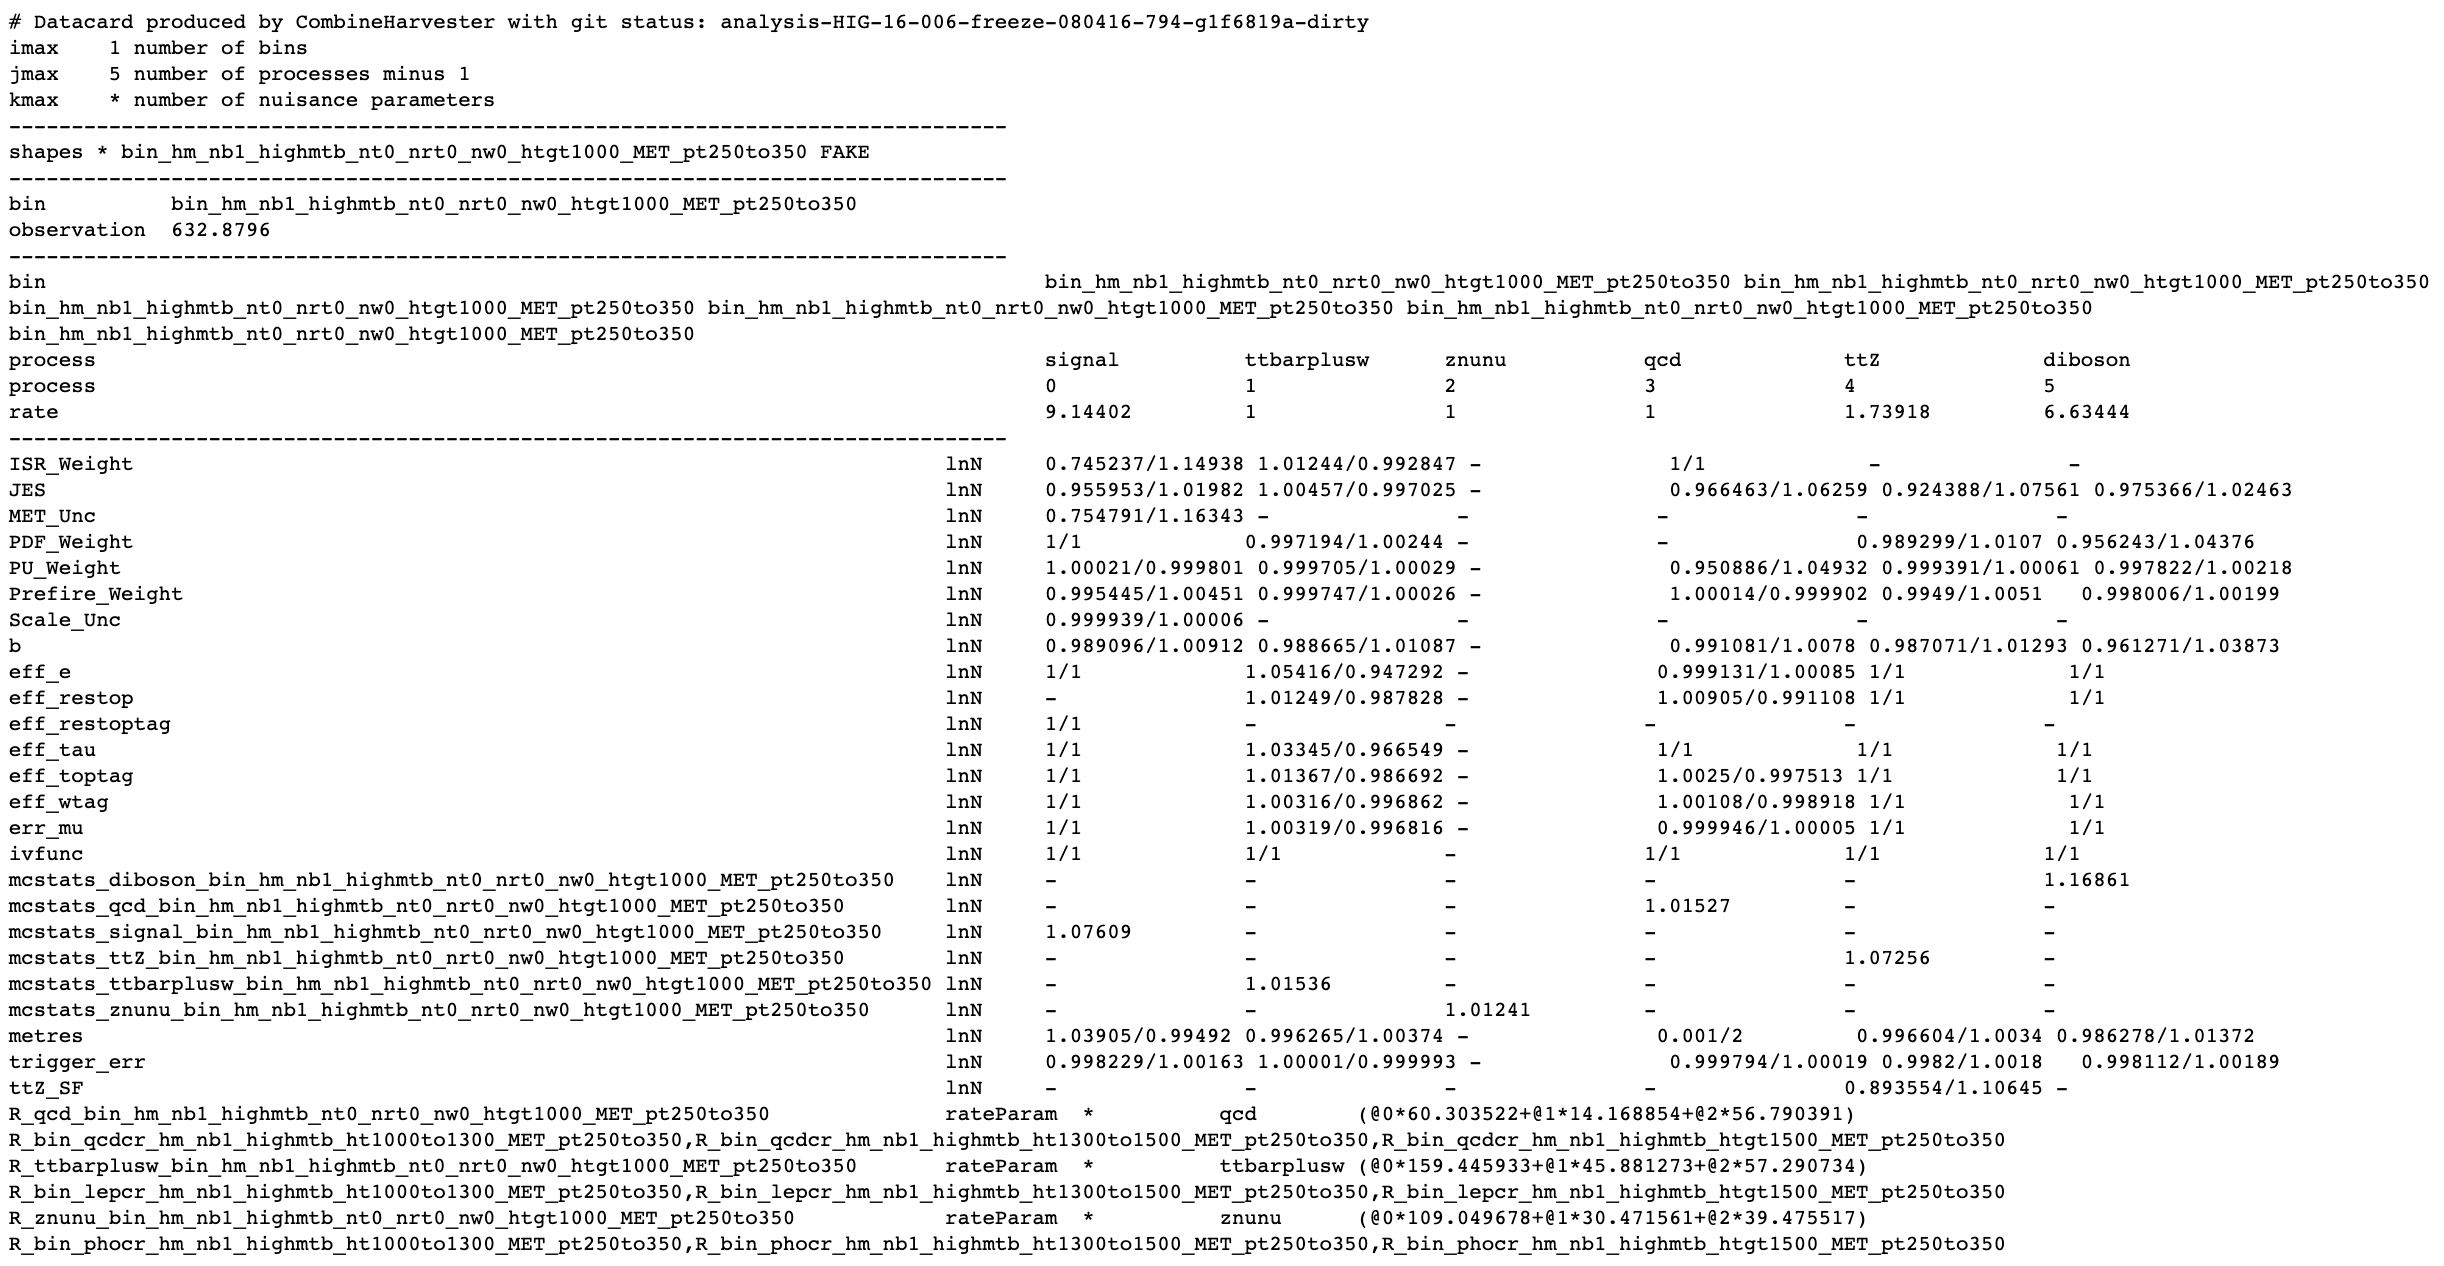 # Datacard produced by CombineHarvester with git status: analysis-HIG-16-006-freeze-080416-794-g1f6819a-dirty
imax    1 number of bins
jmax    5 number of processes minus 1
kmax    * number of nuisance parameters
--------------------------------------------------------------------------------
shapes * bin_hm_nb1_highmtb_nt0_nrt0_nw0_htgt1000_MET_pt250to350 FAKE
--------------------------------------------------------------------------------
bin          bin_hm_nb1_highmtb_nt0_nrt0_nw0_htgt1000_MET_pt250to350
observation  632.8796
--------------------------------------------------------------------------------
bin bin_hm_nb1_highmtb_nt0_nrt0_nw0_htgt1000_MET_pt250to350 bin_hm_nb1_highmtb_nt0_nrt0_nw0_htgt1000_MET_pt250to350
bin_hm_nb1_highmtb_nt0_nrt0_nw0_htgt1000_MET_pt250to350 bin_hm_nb1_highmtb_nt0_nrt0_nw0_htgt1000_MET_pt250to350 bin_hm_nb1_highmtb_nt0_nrt0_nw0_htgt1000_MET_pt250to350
bin_hm_nb1_highmtb_nt0_nrt0_nw0_htgt1000_MET_pt250to350
process signal ttbarplusw znunu qcd ttZ diboson
process 0 1 2 3 4 5
rate 9.14402 1 1 1 1.73918 6.63444
--------------------------------------------------------------------------------
ISR_Weight lnN 0.745237/1.14938 1.01244/0.992847 - 1/1 - -
JES lnN 0.955953/1.01982 1.00457/0.997025 - 0.966463/1.06259 0.924388/1.07561 0.975366/1.02463
MET_Unc lnN 0.754791/1.16343 - - - - -
PDF_Weight lnN 1/1 0.997194/1.00244 - - 0.989299/1.0107 0.956243/1.04376
PU_Weight lnN 1.00021/0.999801 0.999705/1.00029 - 0.950886/1.04932 0.999391/1.00061 0.997822/1.00218
Prefire_Weight lnN 0.995445/1.00451 0.999747/1.00026 - 1.00014/0.999902 0.9949/1.0051 0.998006/1.00199
Scale_Unc lnN 0.999939/1.00006 - - - - -
b lnN 0.989096/1.00912 0.988665/1.01087 - 0.991081/1.0078 0.987071/1.01293 0.961271/1.03873
eff_e lnN 1/1 1.05416/0.947292 - 0.999131/1.00085 1/1 1/1
eff_restop lnN - 1.01249/0.987828 - 1.00905/0.991108 1/1 1/1
eff_restoptag lnN 1/1 - - - - -
eff_tau lnN 1/1 1.03345/0.966549 - 1/1 1/1 1/1
eff_toptag lnN 1/1 1.01367/0.986692 - 1.0025/0.997513 1/1 1/1
eff_wtag lnN 1/1 1.00316/0.996862 - 1.00108/0.998918 1/1 1/1
err_mu lnN 1/1 1.00319/0.996816 - 0.999946/1.00005 1/1 1/1
ivfunc lnN 1/1 1/1 - 1/1 1/1 1/1
mcstats_diboson_bin_hm_nb1_highmtb_nt0_nrt0_nw0_htgt1000_MET_pt250to350 lnN - - - - - 1.16861
mcstats_qcd_bin_hm_nb1_highmtb_nt0_nrt0_nw0_htgt1000_MET_pt250to350 lnN - - - 1.01527 - -
mcstats_signal_bin_hm_nb1_highmtb_nt0_nrt0_nw0_htgt1000_MET_pt250to350 lnN 1.07609 - - - - -
mcstats_ttZ_bin_hm_nb1_highmtb_nt0_nrt0_nw0_htgt1000_MET_pt250to350 lnN - - - - 1.07256 -
mcstats_ttbarplusw_bin_hm_nb1_highmtb_nt0_nrt0_nw0_htgt1000_MET_pt250to350 lnN - 1.01536 - - - -
mcstats_znunu_bin_hm_nb1_highmtb_nt0_nrt0_nw0_htgt1000_MET_pt250to350 lnN - - 1.01241 - - -
metres lnN 1.03905/0.99492 0.996265/1.00374 - 0.001/2 0.996604/1.0034 0.986278/1.01372
trigger_err lnN 0.998229/1.00163 1.00001/0.999993 - 0.999794/1.00019 0.9982/1.0018 0.998112/1.00189
ttZ_SF lnN - - - - 0.893554/1.10645 -
R_qcd_bin_hm_nb1_highmtb_nt0_nrt0_nw0_htgt1000_MET_pt250to350 rateParam * qcd (@0*60.303522+@1*14.168854+@2*56.790391)
R_bin_qcdcr_hm_nb1_highmtb_ht1000to1300_MET_pt250to350,R_bin_qcdcr_hm_nb1_highmtb_ht1300to1500_MET_pt250to350,R_bin_qcdcr_hm_nb1_highmtb_htgt1500_MET_pt250to350
R_ttbarplusw_bin_hm_nb1_highmtb_nt0_nrt0_nw0_htgt1000_MET_pt250to350 rateParam * ttbarplusw (@0*159.445933+@1*45.881273+@2*57.290734)
R_bin_lepcr_hm_nb1_highmtb_ht1000to1300_MET_pt250to350,R_bin_lepcr_hm_nb1_highmtb_ht1300to1500_MET_pt250to350,R_bin_lepcr_hm_nb1_highmtb_htgt1500_MET_pt250to350
R_znunu_bin_hm_nb1_highmtb_nt0_nrt0_nw0_htgt1000_MET_pt250to350 rateParam * znunu (@0*109.049678+@1*30.471561+@2*39.475517)
R_bin_phocr_hm_nb1_highmtb_ht1000to1300_MET_pt250to350,R_bin_phocr_hm_nb1_highmtb_ht1300to1500_MET_pt250to350,R_bin_phocr_hm_nb1_highmtb_htgt1500_MET_pt250to350